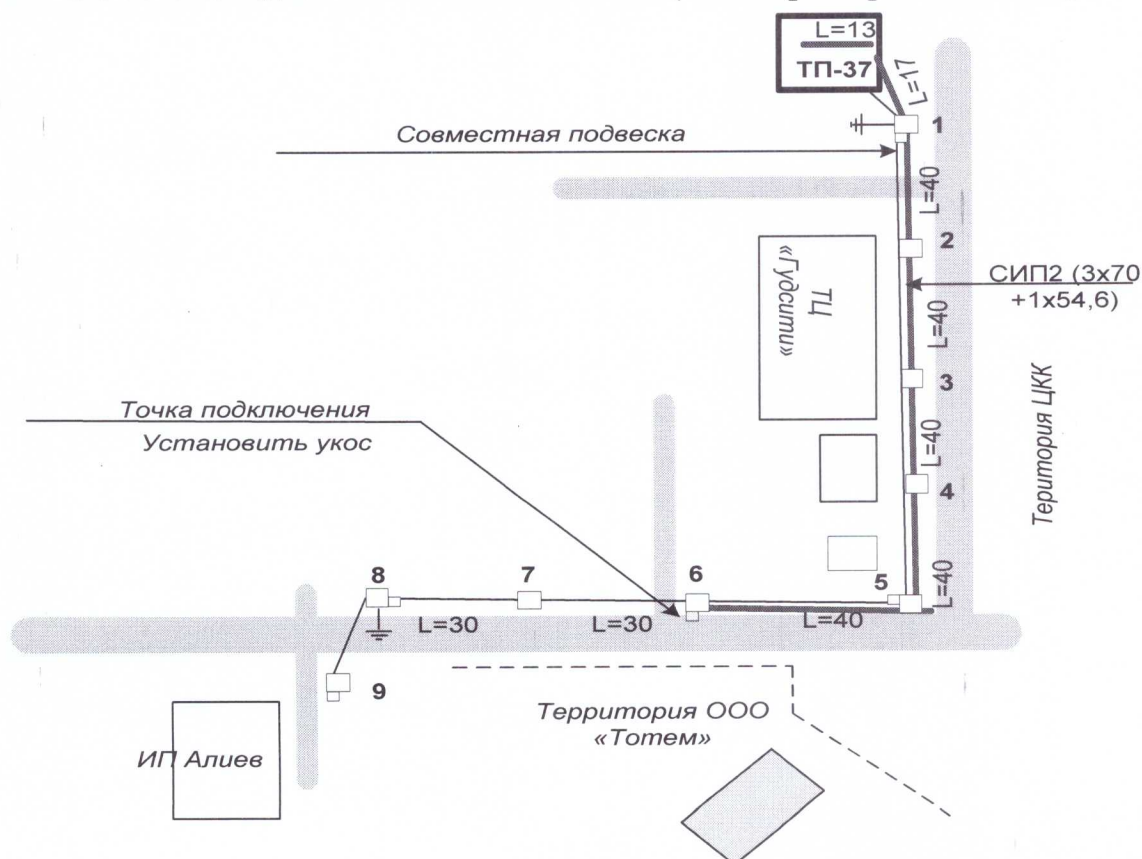 L=13
ТП-37
L=17
1
Совместная подвеска
L=40
2
ТЦ
«Гудсити»
СИП2 (3х70
+1х54,6)
L=40
3
Точка подключения
Установить укос
L=40
4
Територия ЦКК
8
7
6
5
L=40
L=30
L=30
L=40
9
Территория ООО
«Тотем»
ИП Алиев